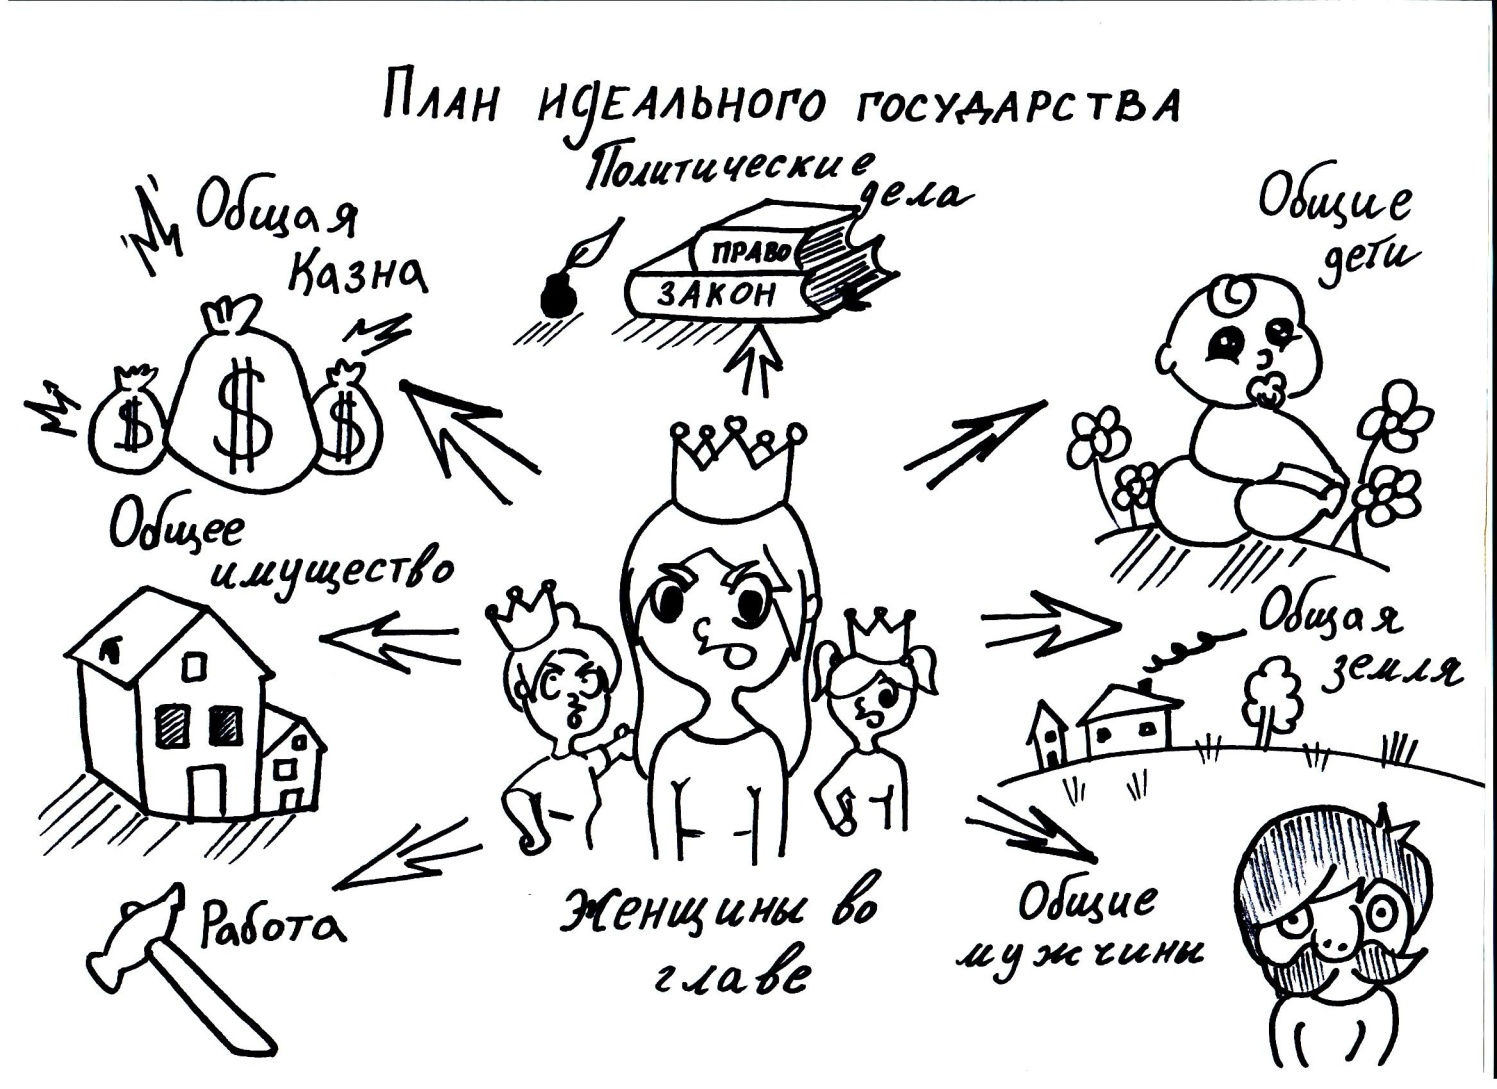 План идеального государства
Политические
дела
ПРАВО
ЗАКОН
Общая
Казна
$ $ $
Общие
дети
Общее
имущество
Общая
земля
Работа
Женщины во
главе
Общие
мужчины